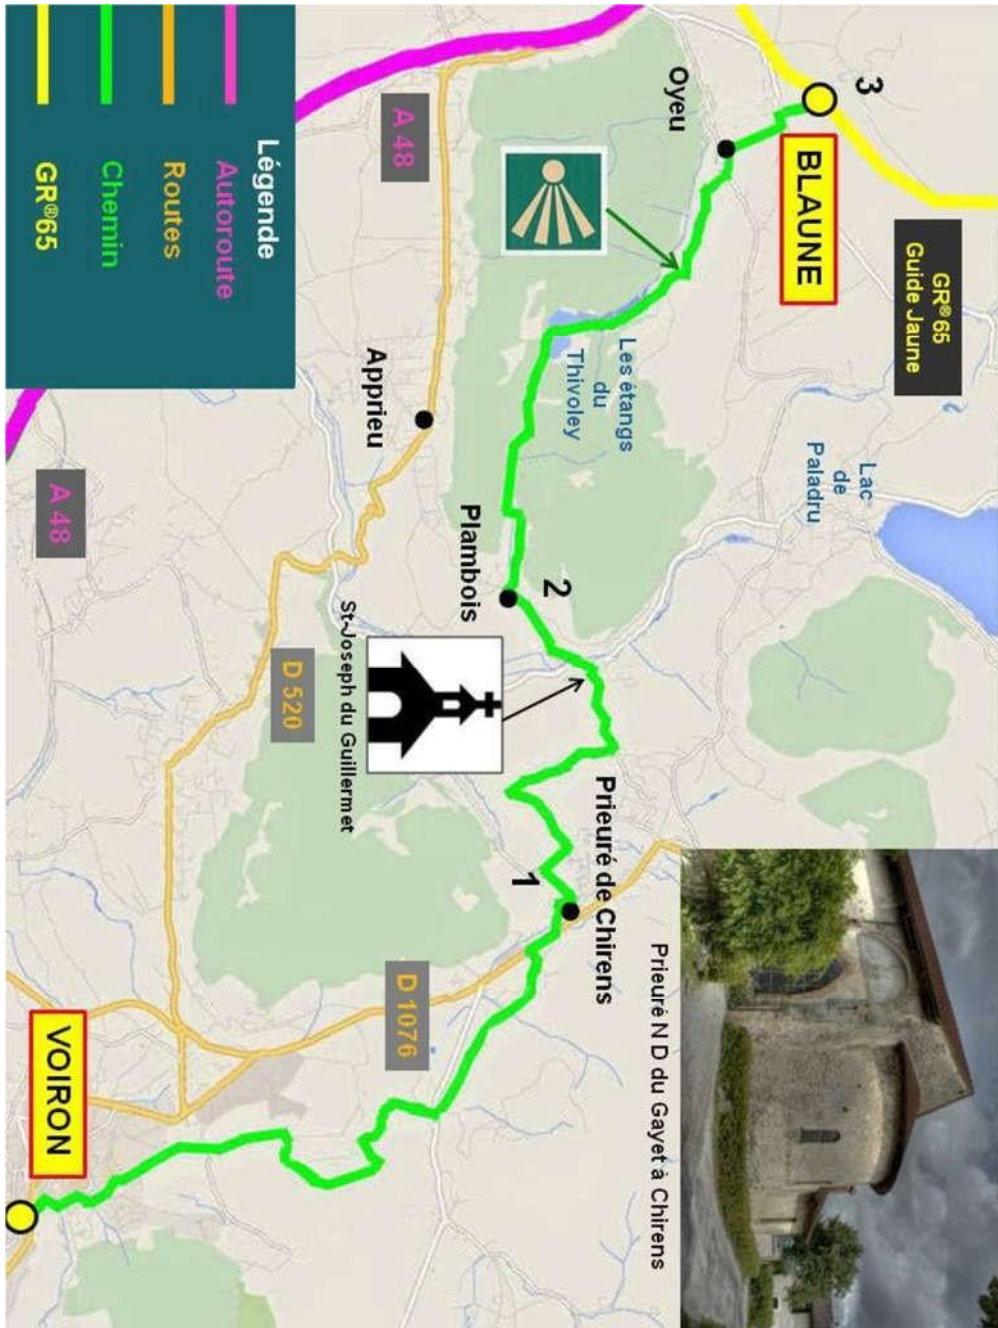 GR®65
Guide Jaune
3
BLAUNE
Lac
de
Paladru
Oyeu
Prieuré N D du Gayet à Chirens
Les étangs
du
Thivoley
Prieuré de Chirens
2
1
Plambois
A 48
D 1076
Apprieu
St-Joseph du Guillermet
D 520
Légende
Autoroute
Routes
Chemin
GR®65
A 48
VOIRON